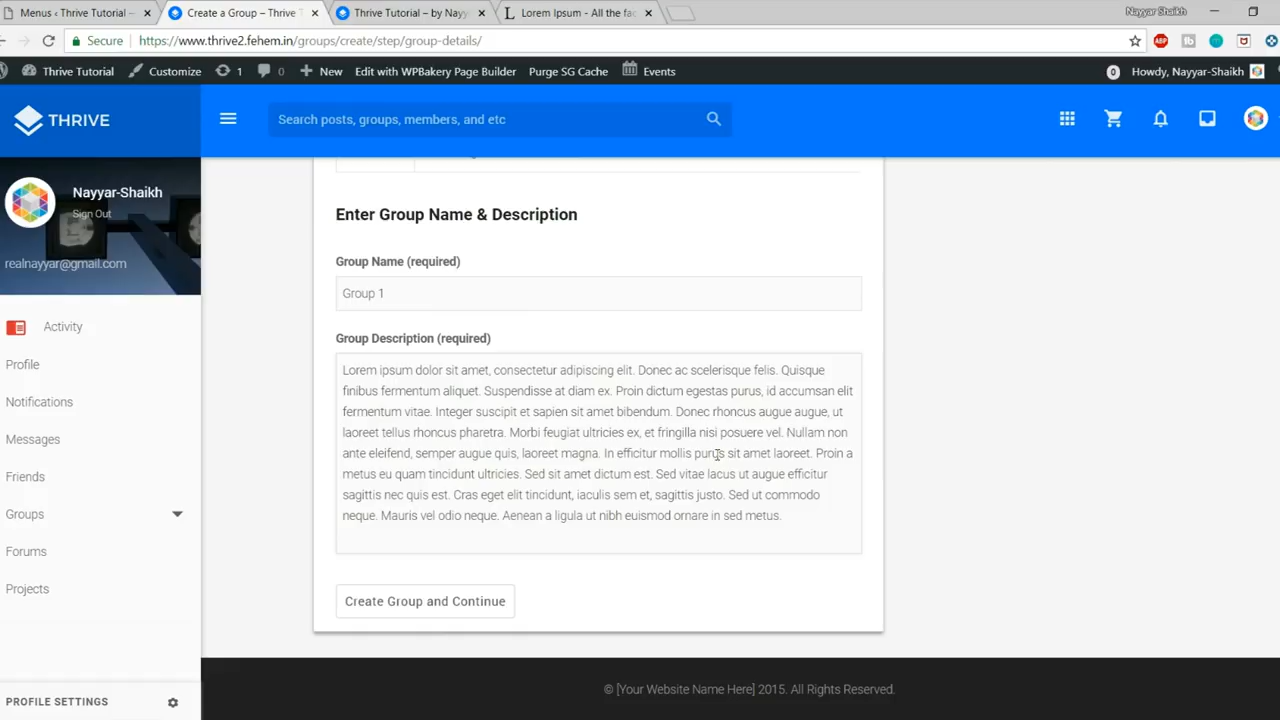 Menus ‹ Thrive Tutorial –
Create a Group – Thrive T
Thrive Tutorial – by Nayy
Lorem Ipsum - All the fac
Nayyar Shaikh
Secure
https://www.thrive2.fehem.in/groups/create/step/group-details/
ABP
Thrive Tutorial
Customize
1
0
New
Edit with WPBakery Page Builder
Purge SG Cache
Events
0
Howdy, Nayyar-Shaikh
THRIVE
Search posts, groups, members, and etc
Nayyar-Shaikh
Sign Out
realnayyar@gmail.com
Activity
Profile
Notifications
Messages
Friends
Groups
Forums
Projects
PROFILE SETTINGS
Enter Group Name & Description
Group Name (required)
Group 1
Group Description (required)
Lorem ipsum dolor sit amet, consectetur adipiscing elit. Donec ac scelerisque felis. Quisque
finibus fermentum aliquet. Suspendisse at diam ex. Proin dictum egestas purus, id accumsan elit
fermentum vitae. Integer suscipit et sapien sit amet bibendum. Donec rhoncus augue augue, ut
laoreet tellus rhoncus pharetra. Morbi feugiat ultricies ex, et fringilla nisi posuere vel. Nullam non
ante eleifend, semper augue quis, laoreet magna. In efficitur mollis purus sit amet laoreet. Proin a
metus eu quam tincidunt ultricies. Sed sit amet dictum est. Sed vitae lacus ut augue efficitur
sagittis nec quis est. Cras eget elit tincidunt, iaculis sem et, sagittis justo. Sed ut commodo
neque. Mauris vel odio neque. Aenean a ligula ut nibh euismod ornare in sed metus.
Create Group and Continue
© [Your Website Name Here] 2015. All Rights Reserved.